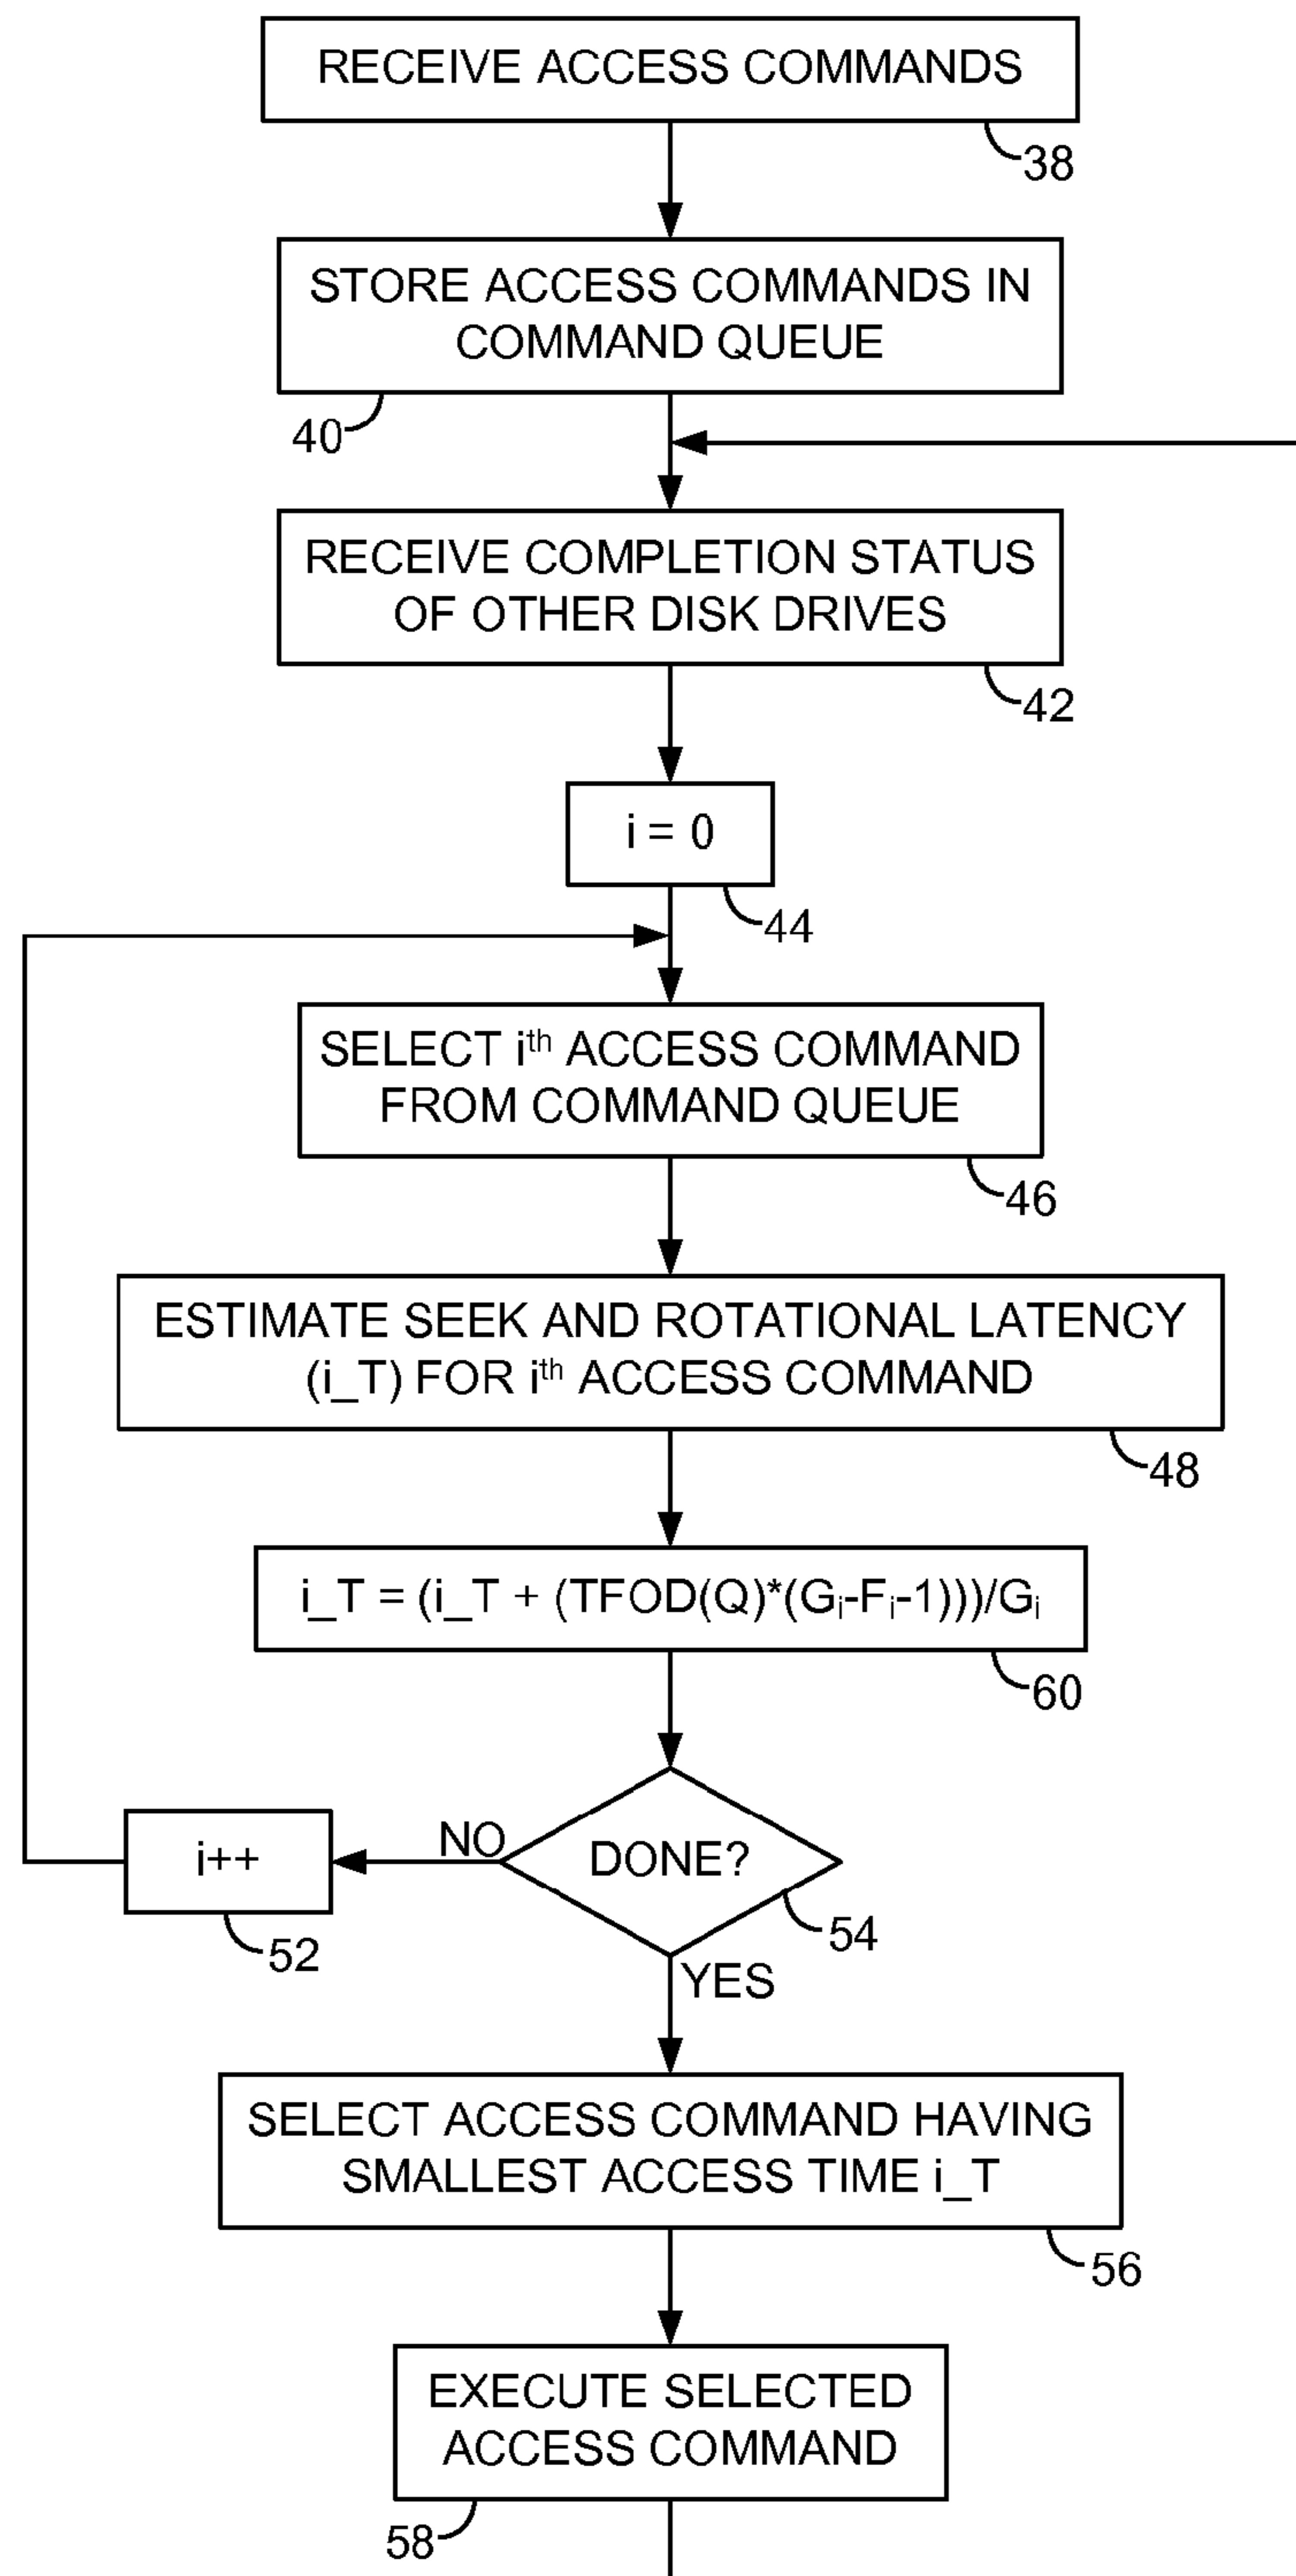 RECEIVE ACCESS COMMANDS
38
STORE ACCESS COMMANDS IN
COMMAND QUEUE
40
RECEIVE COMPLETION STATUS
OF OTHER DISK DRIVES
42
i = 0
44
SELECT ith ACCESS COMMAND
FROM COMMAND QUEUE
46
ESTIMATE SEEK AND ROTATIONAL LATENCY
(i_T) FOR ith ACCESS COMMAND
48
i_T = (i_T + (TFOD(Q)*(Gi-Fi-1)))/Gi
60
NO
DONE?
i++
54
52
YES
SELECT ACCESS COMMAND HAVING
SMALLEST ACCESS TIME i_T
56
EXECUTE SELECTED
ACCESS COMMAND
58